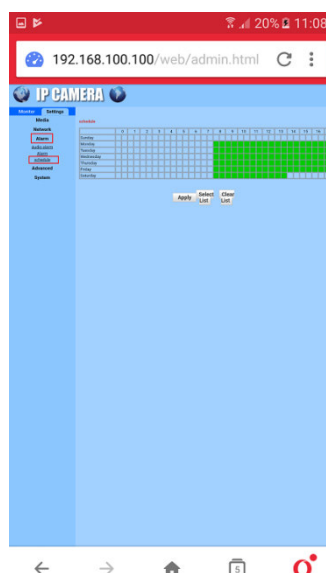 20% 11:08
192.168.100.100/web/admin.html
IP CAMERA
Monitor Settings
Media
Network
Alarm
Audio alarm
Alarm
schedule
Advanced
System
schedule
0 1 2 3 4 5 6 7 8 9 10 11 12 13 14 15 16
Sunday
Monday
Tuesday
Wednesday
Thursday
Friday
Saturday
Apply Select List Clear List
5